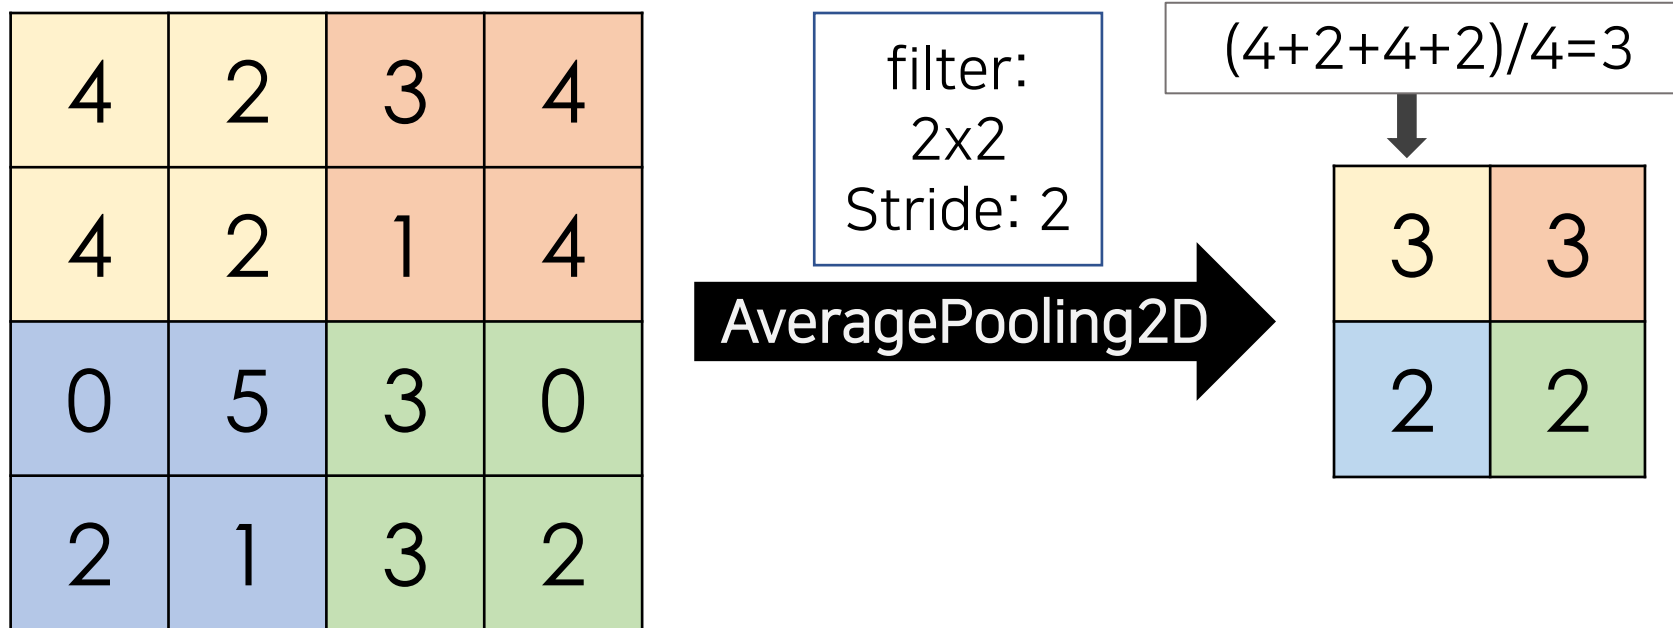 4 2 3 4
4 2 1 4
0 5 3 0
2 1 3 2
filter:
2x2
Stride: 2
AveragePooling2D
(4+2+4+2)/4=3
3 3
2 2